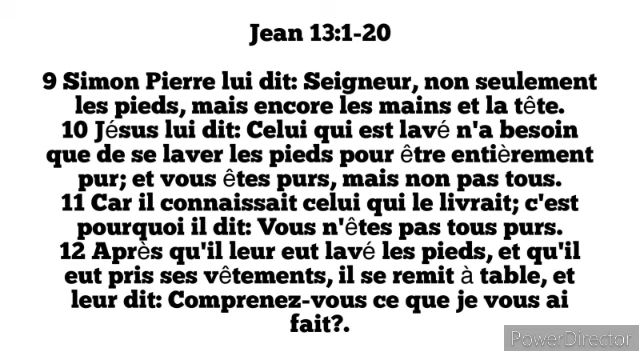 Jean 13:1-20
9 Simon Pierre lui dit: Seigneur, non seulement
les pieds, mais encore les mains et la tête.
10 Jésus lui dit: Celui qui est lavé n'a besoin
que de se laver les pieds pour être entièrement
pur; et vous êtes purs, mais non pas tous.
11 Car il connaissait celui qui le livrait; c'est
pourquoi il dit: Vous n'êtes pas tous purs.
12 Après qu'il leur eut lavé les pieds, et qu'il
eut pris ses vêtements, il se remit à table, et
leur dit: Comprenez-vous ce que je vous ai
fait?.
PowerDirector